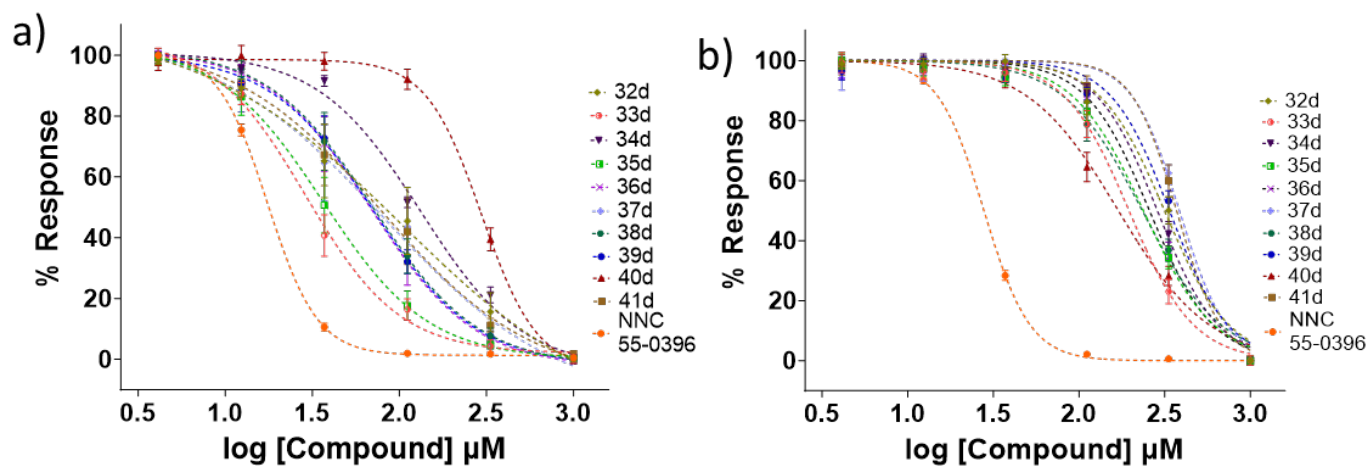 a)
% Response
100
80
60
40
20
0
0.5 1.0 1.5 2.0 2.5 3.0
log [Compound] μM
32d
33d
34d
35d
36d
37d
38d
39d
40d
41d
NNC
55-0396
b)
% Response
100
80
60
40
20
0
0.5 1.0 1.5 2.0 2.5 3.0
log [Compound] μM
32d
33d
34d
35d
36d
37d
38d
39d
40d
41d
NNC
55-0396